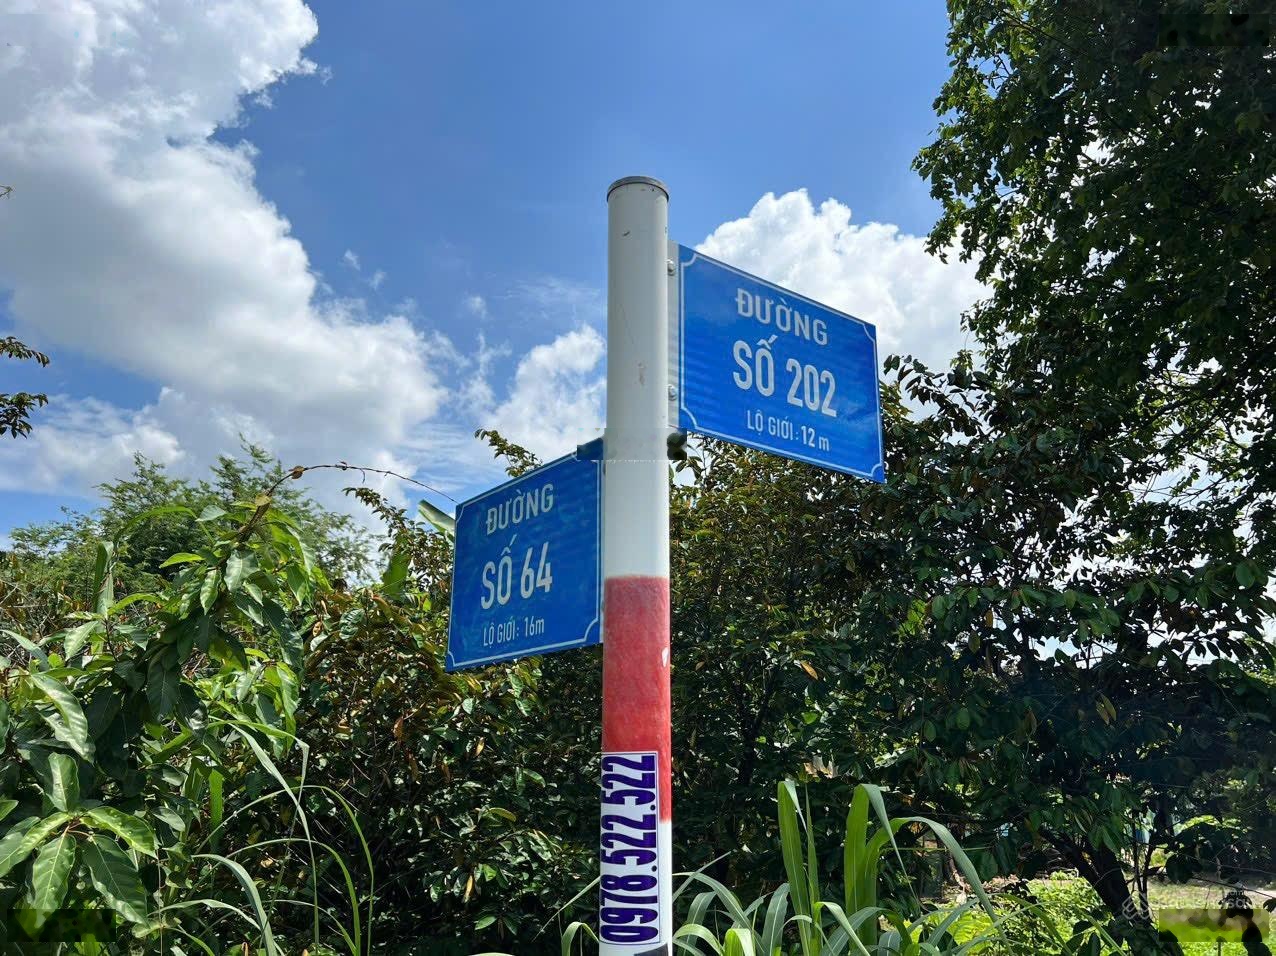 ĐƯỜNG
SỐ 202
LỘ GIỚI : 12 m
ĐƯỜNG
SỐ 64
LỘ GIỚI : 16m
0978.522.522